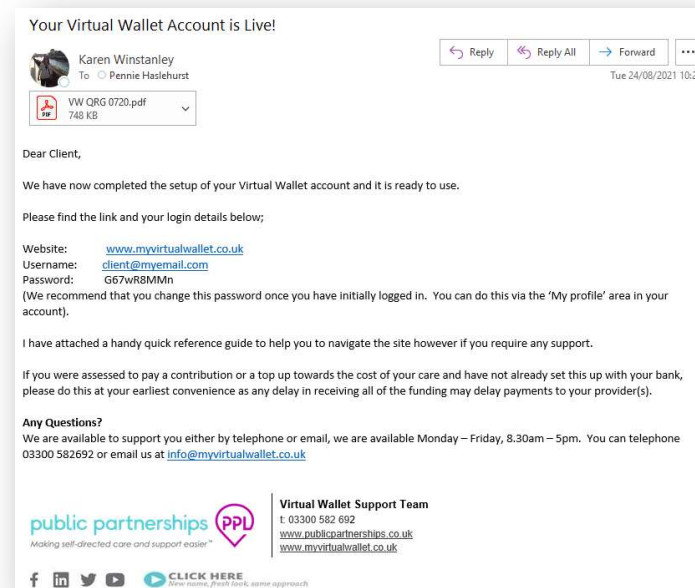 Your Virtual Wallet Account is Live!
Karen Winstanley
To Pennie Haslehurst
Reply
Reply All
Forward
Tue 24/08/2021 10:2
VW QRG 0720.pdf
748 KB
PDF
Dear Client,
We have now completed the setup of your Virtual Wallet account and it is ready to use.
Please find the link and your login details below;
Website: www.myvirtualwallet.co.uk
Username: client@myemail.com
Password: G67wR8MMn
(We recommend that you change this password once you have initially logged in. You can do this via the 'My profile' area in your
account).
I have attached a handy quick reference guide to help you to navigate the site however if you require any support.
If you were assessed to pay a contribution or a top up towards the cost of your care and have not already set this up with your bank,
please do this at your earliest convenience as any delay in receiving all of the funding may delay payments to your provider(s).
Any Questions?
We are available to support you either by telephone or email, we are available Monday – Friday, 8.30am – 5pm. You can telephone
03300 582692 or email us at info@myvirtualwallet.co.uk
public partnerships PPL
Making self-directed care and support easier™
Virtual Wallet Support Team
t: 03300 582 692
www.publicpartnerships.co.uk
www.myvirtualwallet.co.uk
CLICK HERE
New name, fresh look, same approach